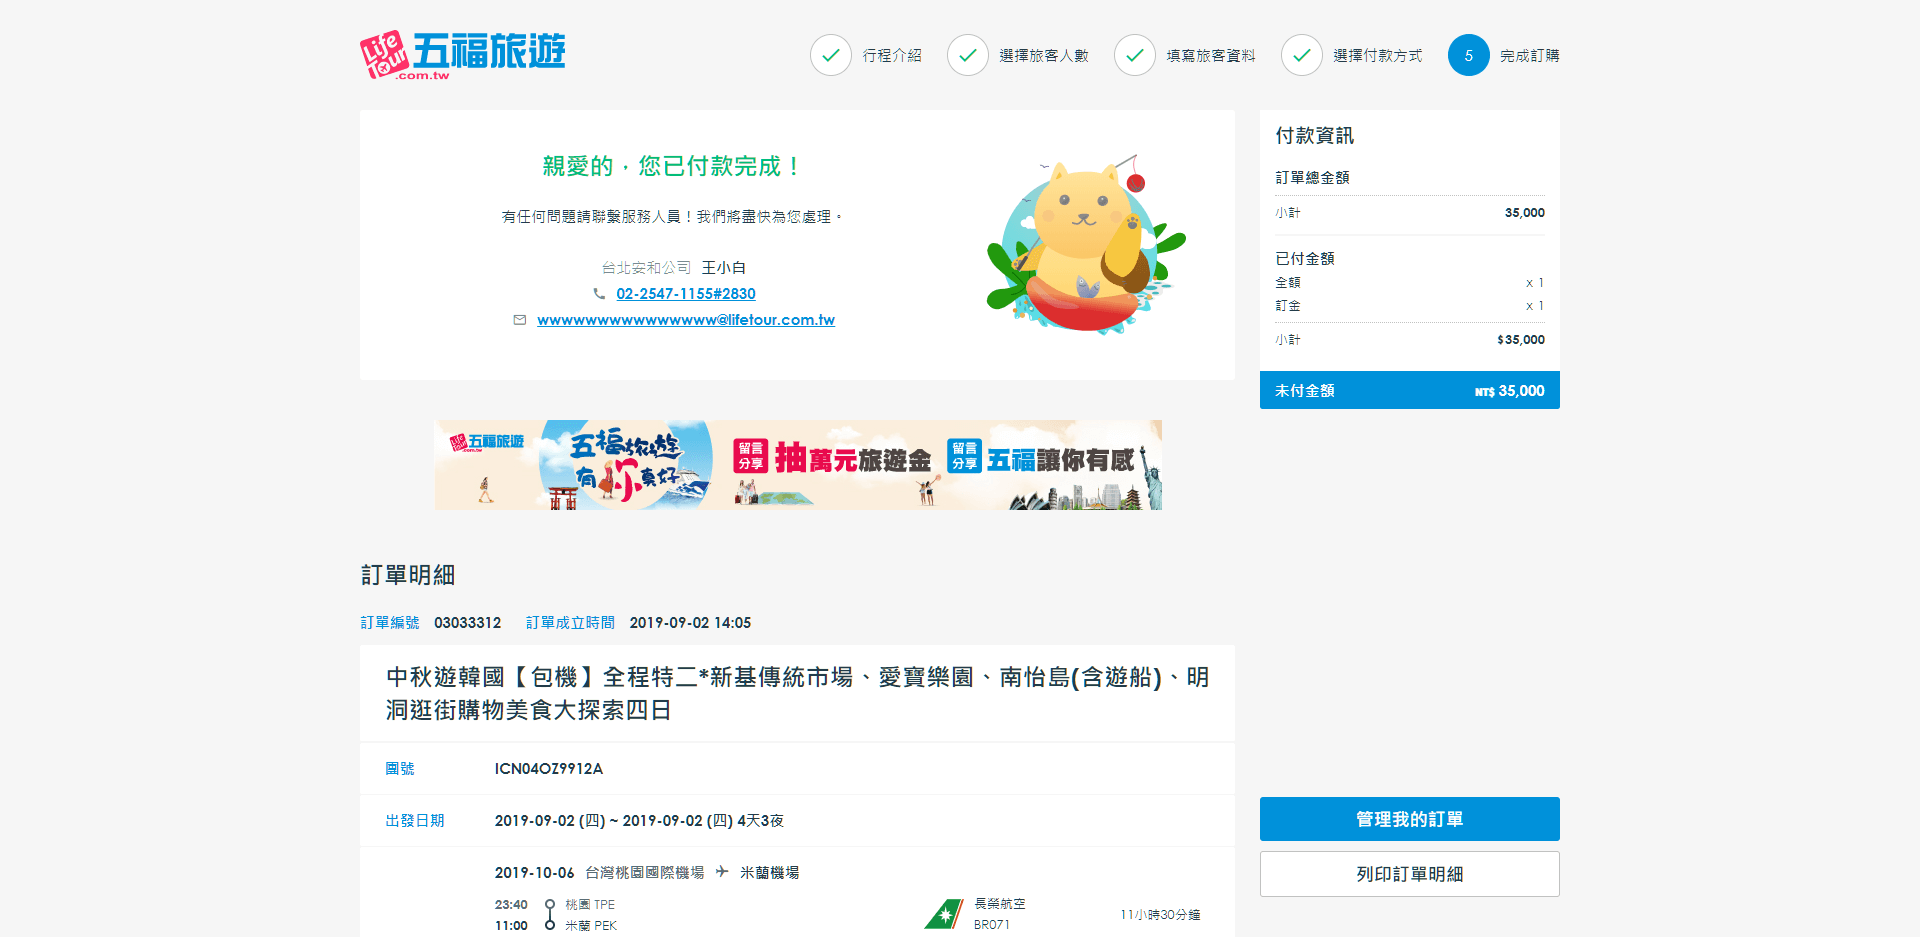 Life Tour 五福旅遊
.com.tw
行程介紹
選擇旅客人數
填寫旅客資料
選擇付款方式
5 完成訂購
親愛的，您已付款完成！
有任何問題請聯繫服務人員！我們將盡快為您處理。
台北安和公司 王小白
02-2547-1155#2830
wwwwwwwwwwwwwww@lifetour.com.tw
付款資訊
訂單總金額
小計 35,000
已付金額
全額 x 1
訂金 x 1
小計 $35,000
未付金額 NT$ 35,000
Life Tour 五福旅遊
.com.tw
五福旅遊
有你真好
留言分享 抽萬元旅遊金
留言分享 五福讓你有感
訂單明細
訂單編號 03033312 訂單成立時間 2019-09-02 14:05
中秋遊韓國【包機】全程特二*新基傳統市場、愛寶樂園、南怡島(含遊船)、明
洞逛街購物美食大探索四日
團號 ICN04OZ9912A
出發日期 2019-09-02 (四) ~ 2019-09-02 (四) 4天3夜
2019-10-06 台灣桃園國際機場 米蘭機場
23:40 桃園 TPE
11:00 米蘭 PEK
長榮航空
BR071
11小時30分鐘
管理我的訂單
列印訂單明細